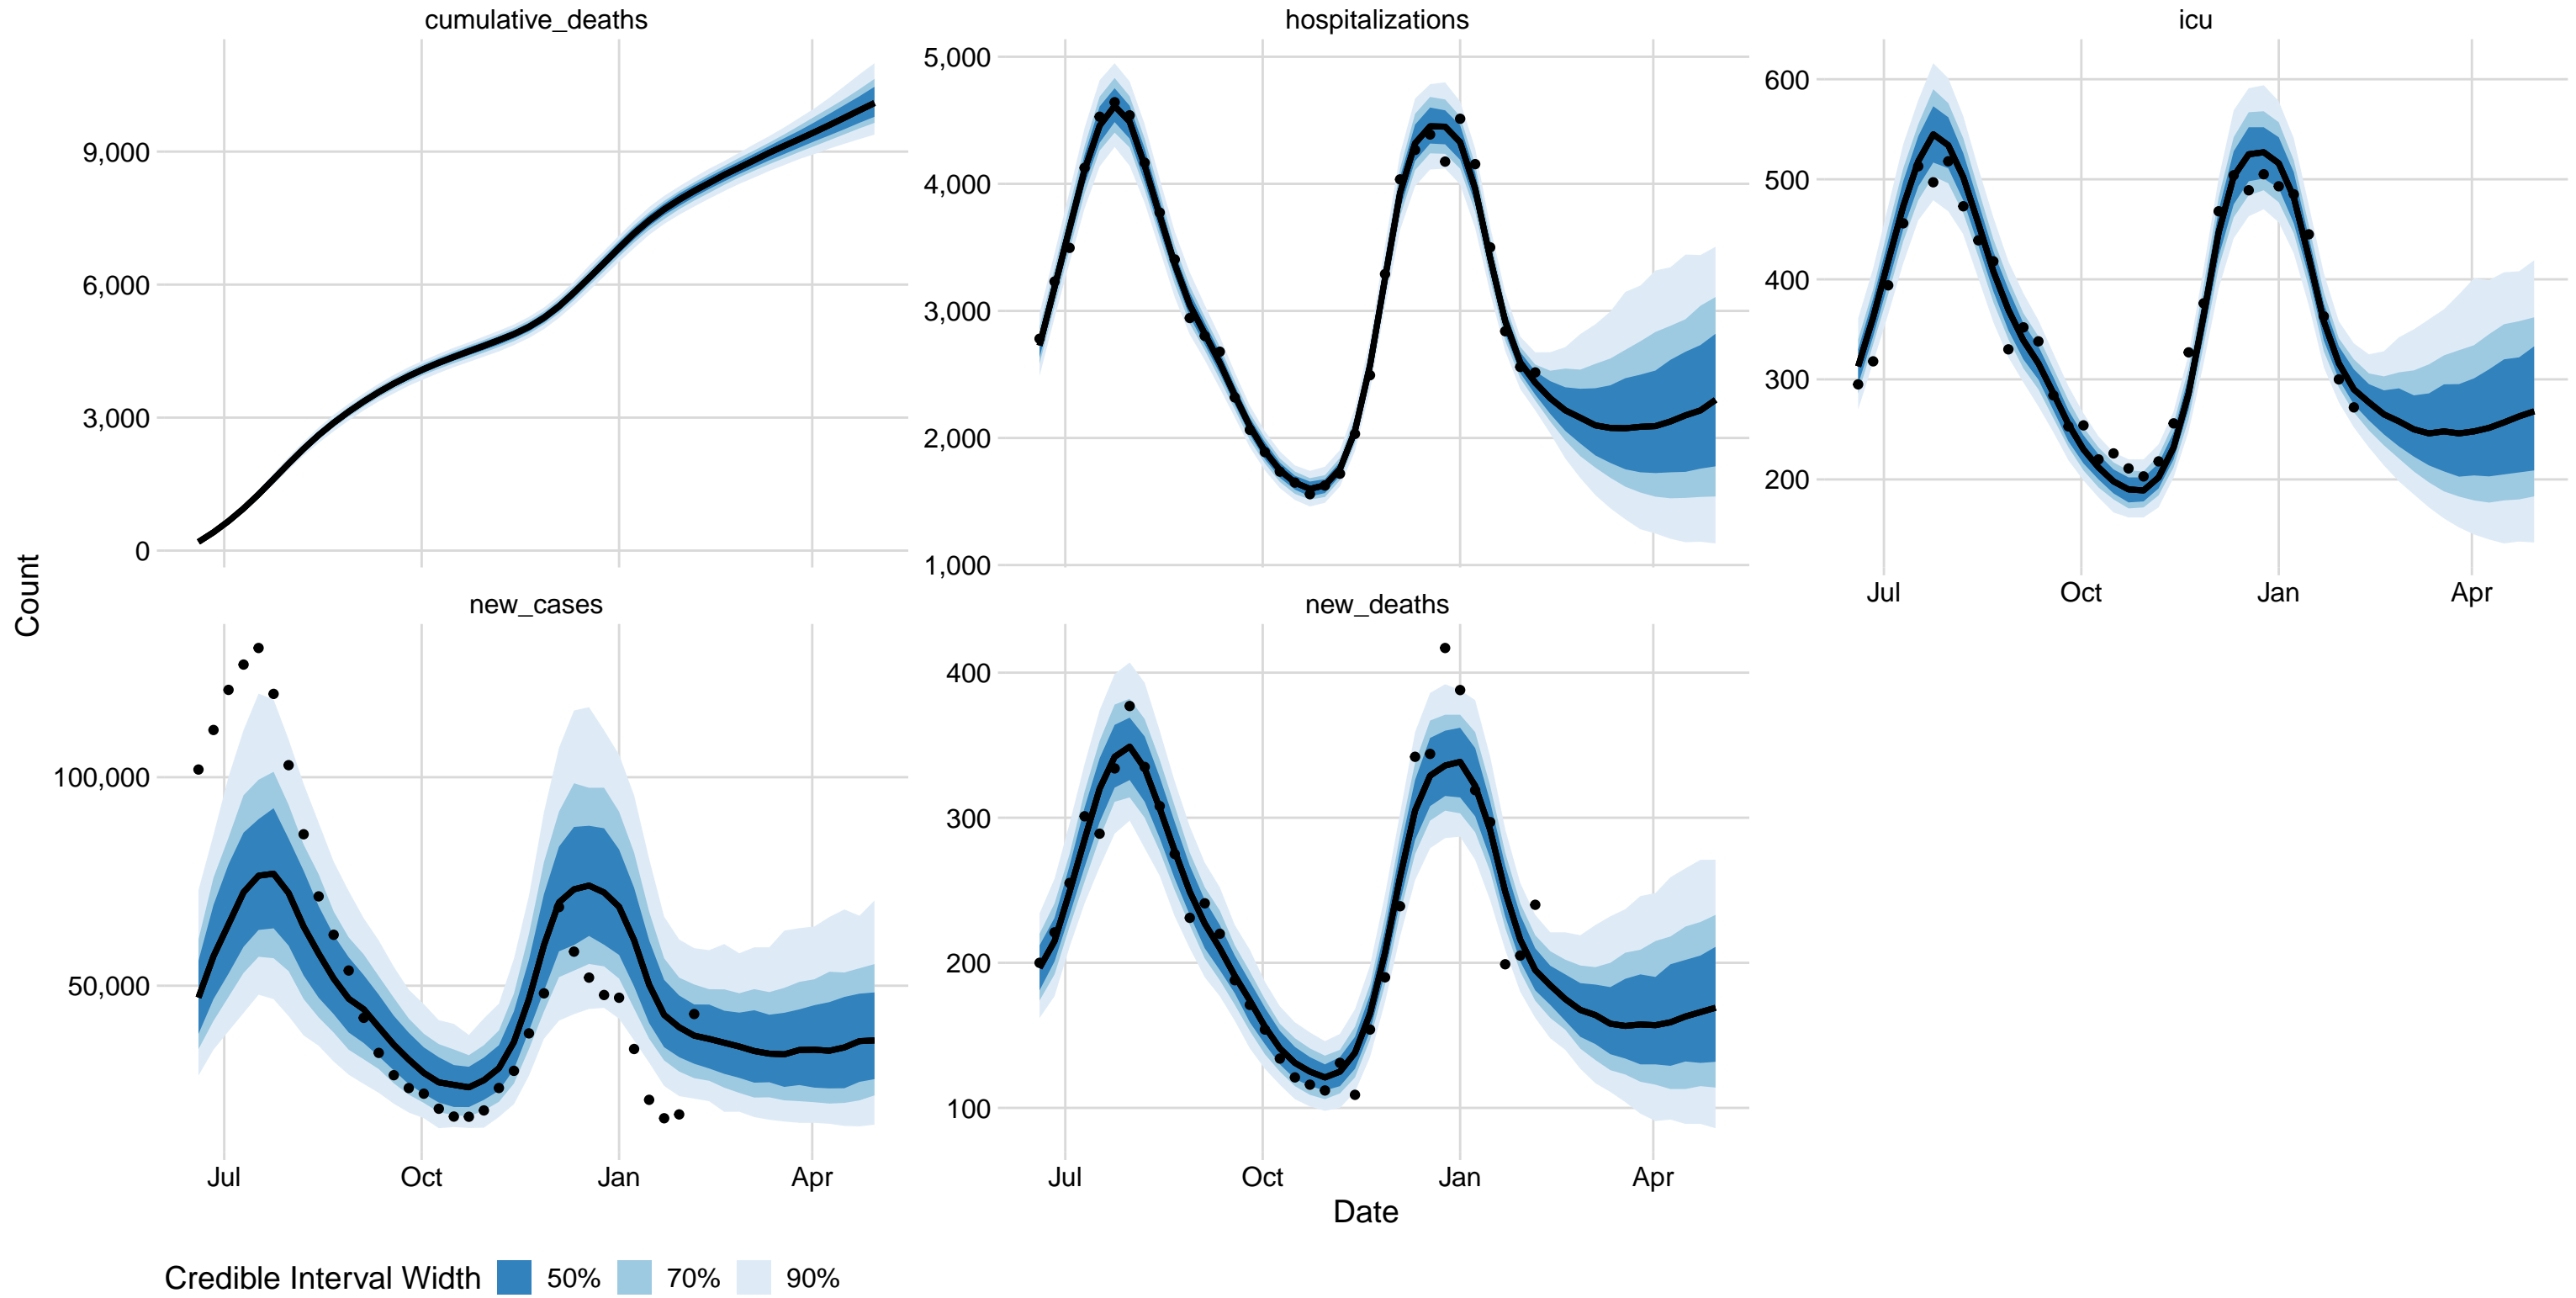 cumulative_deaths
hospitalizations
icu
9,000
6,000
3,000
0
5,000
4,000
3,000
2,000
1,000
600
500
400
300
200
Jul
Oct
Jan
Apr
Count
new_cases
new_deaths
100,000
50,000
400
300
200
100
Jul
Oct
Jan
Apr
Jul
Oct
Jan
Apr
Date
Credible Interval Width
50%
70%
90%